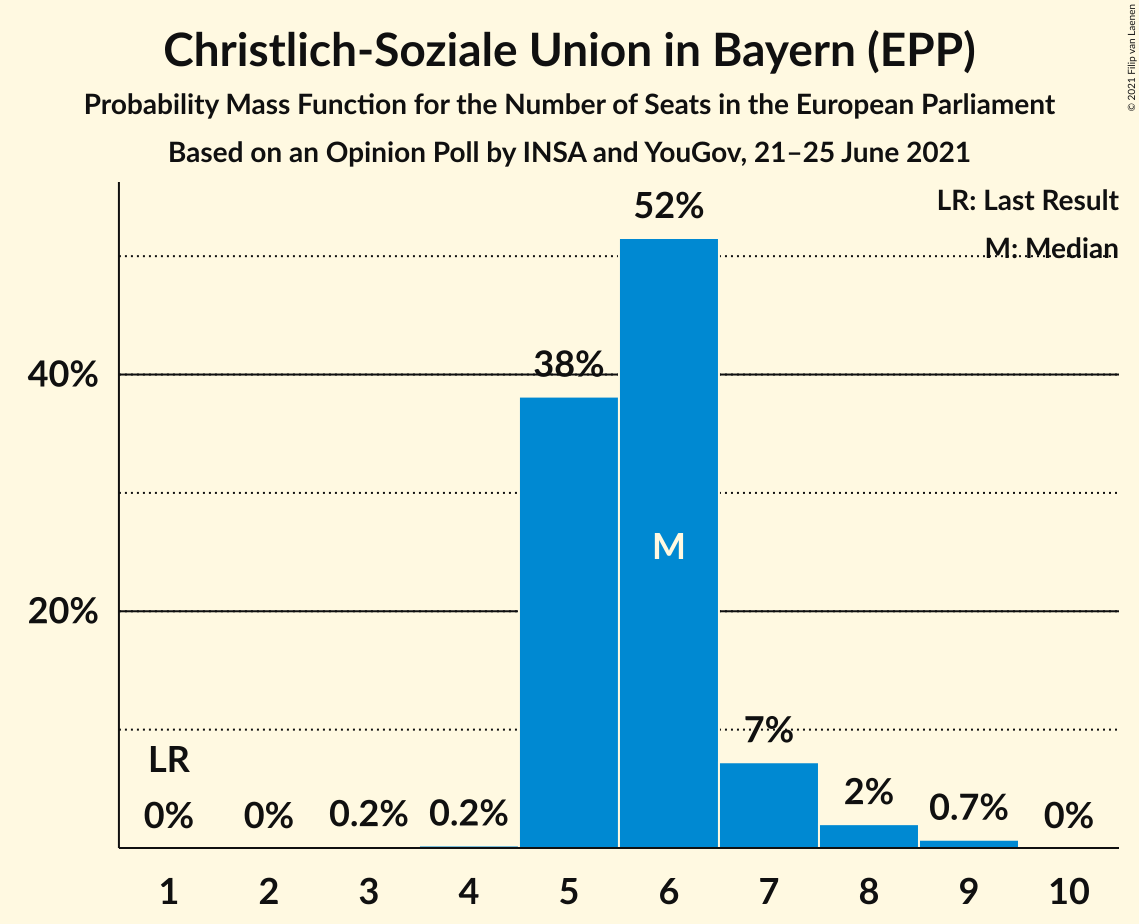 Christlich-Soziale Union in Bayern (EPP)
Probability Mass Function for the Number of Seats in the European Parliament
Based on an Opinion Poll by INSA and YouGov, 21–25 June 2021
© 2021 Filip van Laenen
LR: Last Result
M: Median
52%
38%
40%
M
20%
7%
LR
0% 0% 0.2% 0.2% 2% 0.7% 0%
1 2 3 4 5 6 7 8 9 10